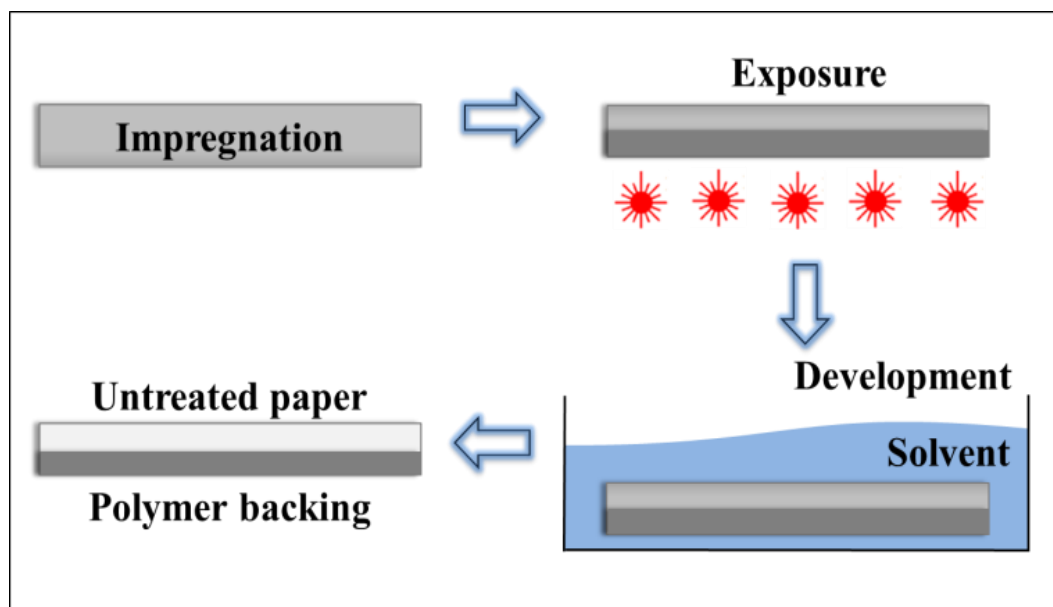 Impregnation
Exposure
Development
Solvent
Untreated paper
Polymer backing